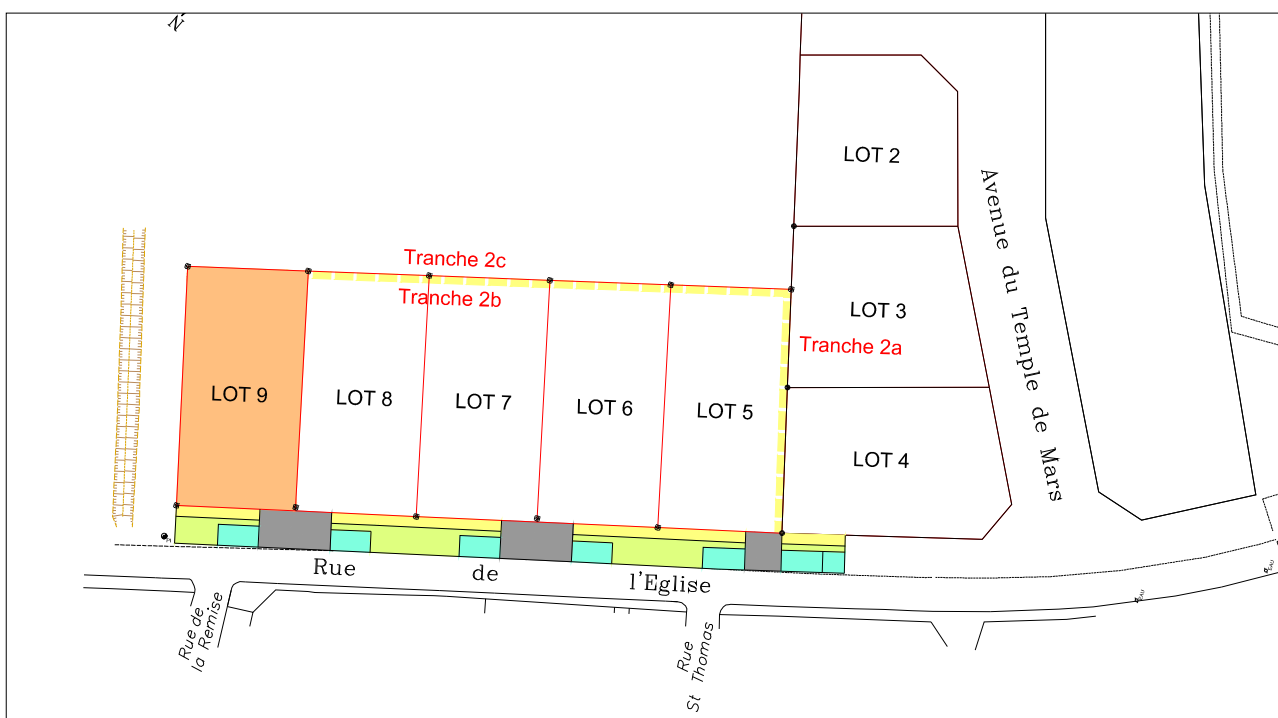 N
LOT 2
Avenue du Temple de Mars
Tranche 2c
Tranche 2b
LOT 3
Tranche 2a
LOT 9
LOT 8
LOT 7
LOT 6
LOT 5
LOT 4
Rue de l'Eglise
Rue de
la Remise
Rue
St Thomas